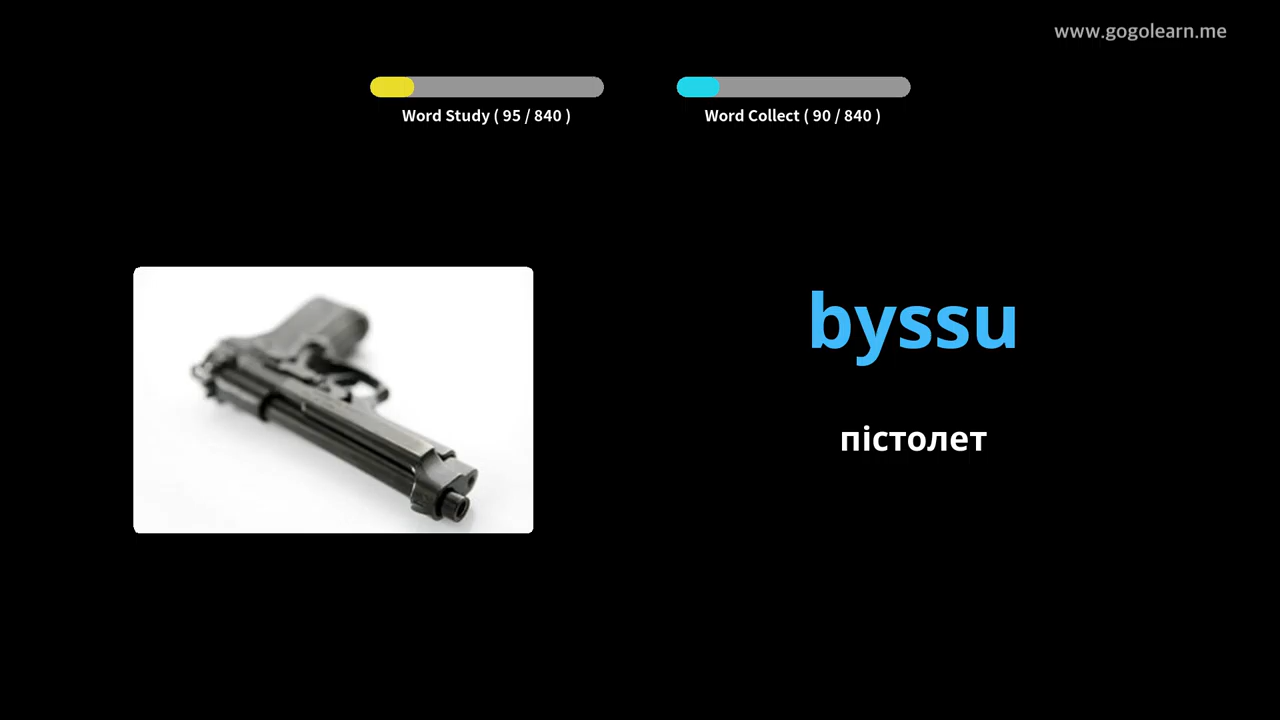 www.gogolearn.me
Word Study ( 95 / 840 )
Word Collect ( 90 / 840 )
byssu
пістолет